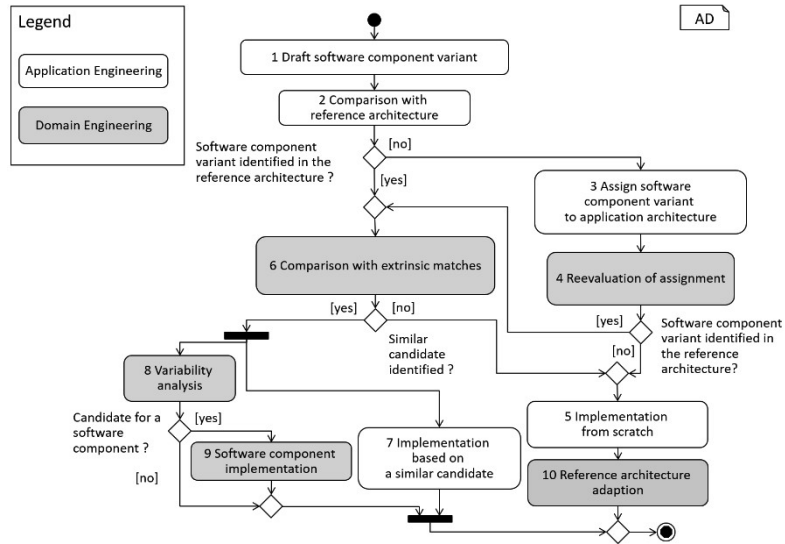 Legend
Application Engineering
Domain Engineering
AD
1 Draft software component variant
2 Comparison with
reference architecture
Software component
variant identified in the
reference architecture ?
[no]
[yes]
3 Assign software
component variant
to application architecture
4 Reevaluation of assignment
6 Comparison with extrinsic matches
[yes]
[no]
Similar
candidate
identified ?
[yes]
[no]
Software component
variant identified in
the reference
architecture?
8 Variability
analysis
Candidate for a
software
component ?
[yes]
[no]
9 Software component
implementation
7 Implementation
based on
a similar candidate
5 Implementation
from scratch
10 Reference architecture
adaption